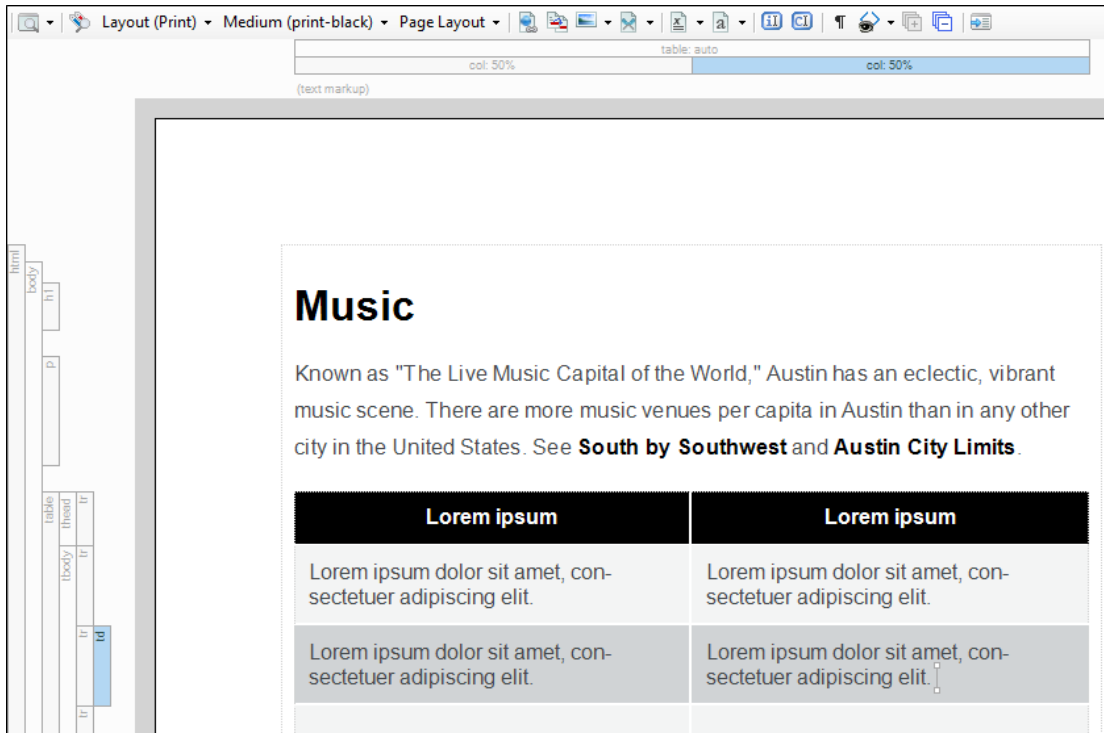 Layout (Print) Medium (print-black) Page Layout
table: auto
col: 50% col: 50%
(text markup)
html
body
h1
p
table
thead
tr
tbody
tr
tr
td
tr
Music
Known as "The Live Music Capital of the World," Austin has an eclectic, vibrant
music scene. There are more music venues per capita in Austin than in any other
city in the United States. See South by Southwest and Austin City Limits.
Lorem ipsum Lorem ipsum
Lorem ipsum dolor sit amet, con- Lorem ipsum dolor sit amet, con-
sectetuer adipiscing elit. sectetuer adipiscing elit.
Lorem ipsum dolor sit amet, con- Lorem ipsum dolor sit amet, con-
sectetuer adipiscing elit. sectetuer adipiscing elit.